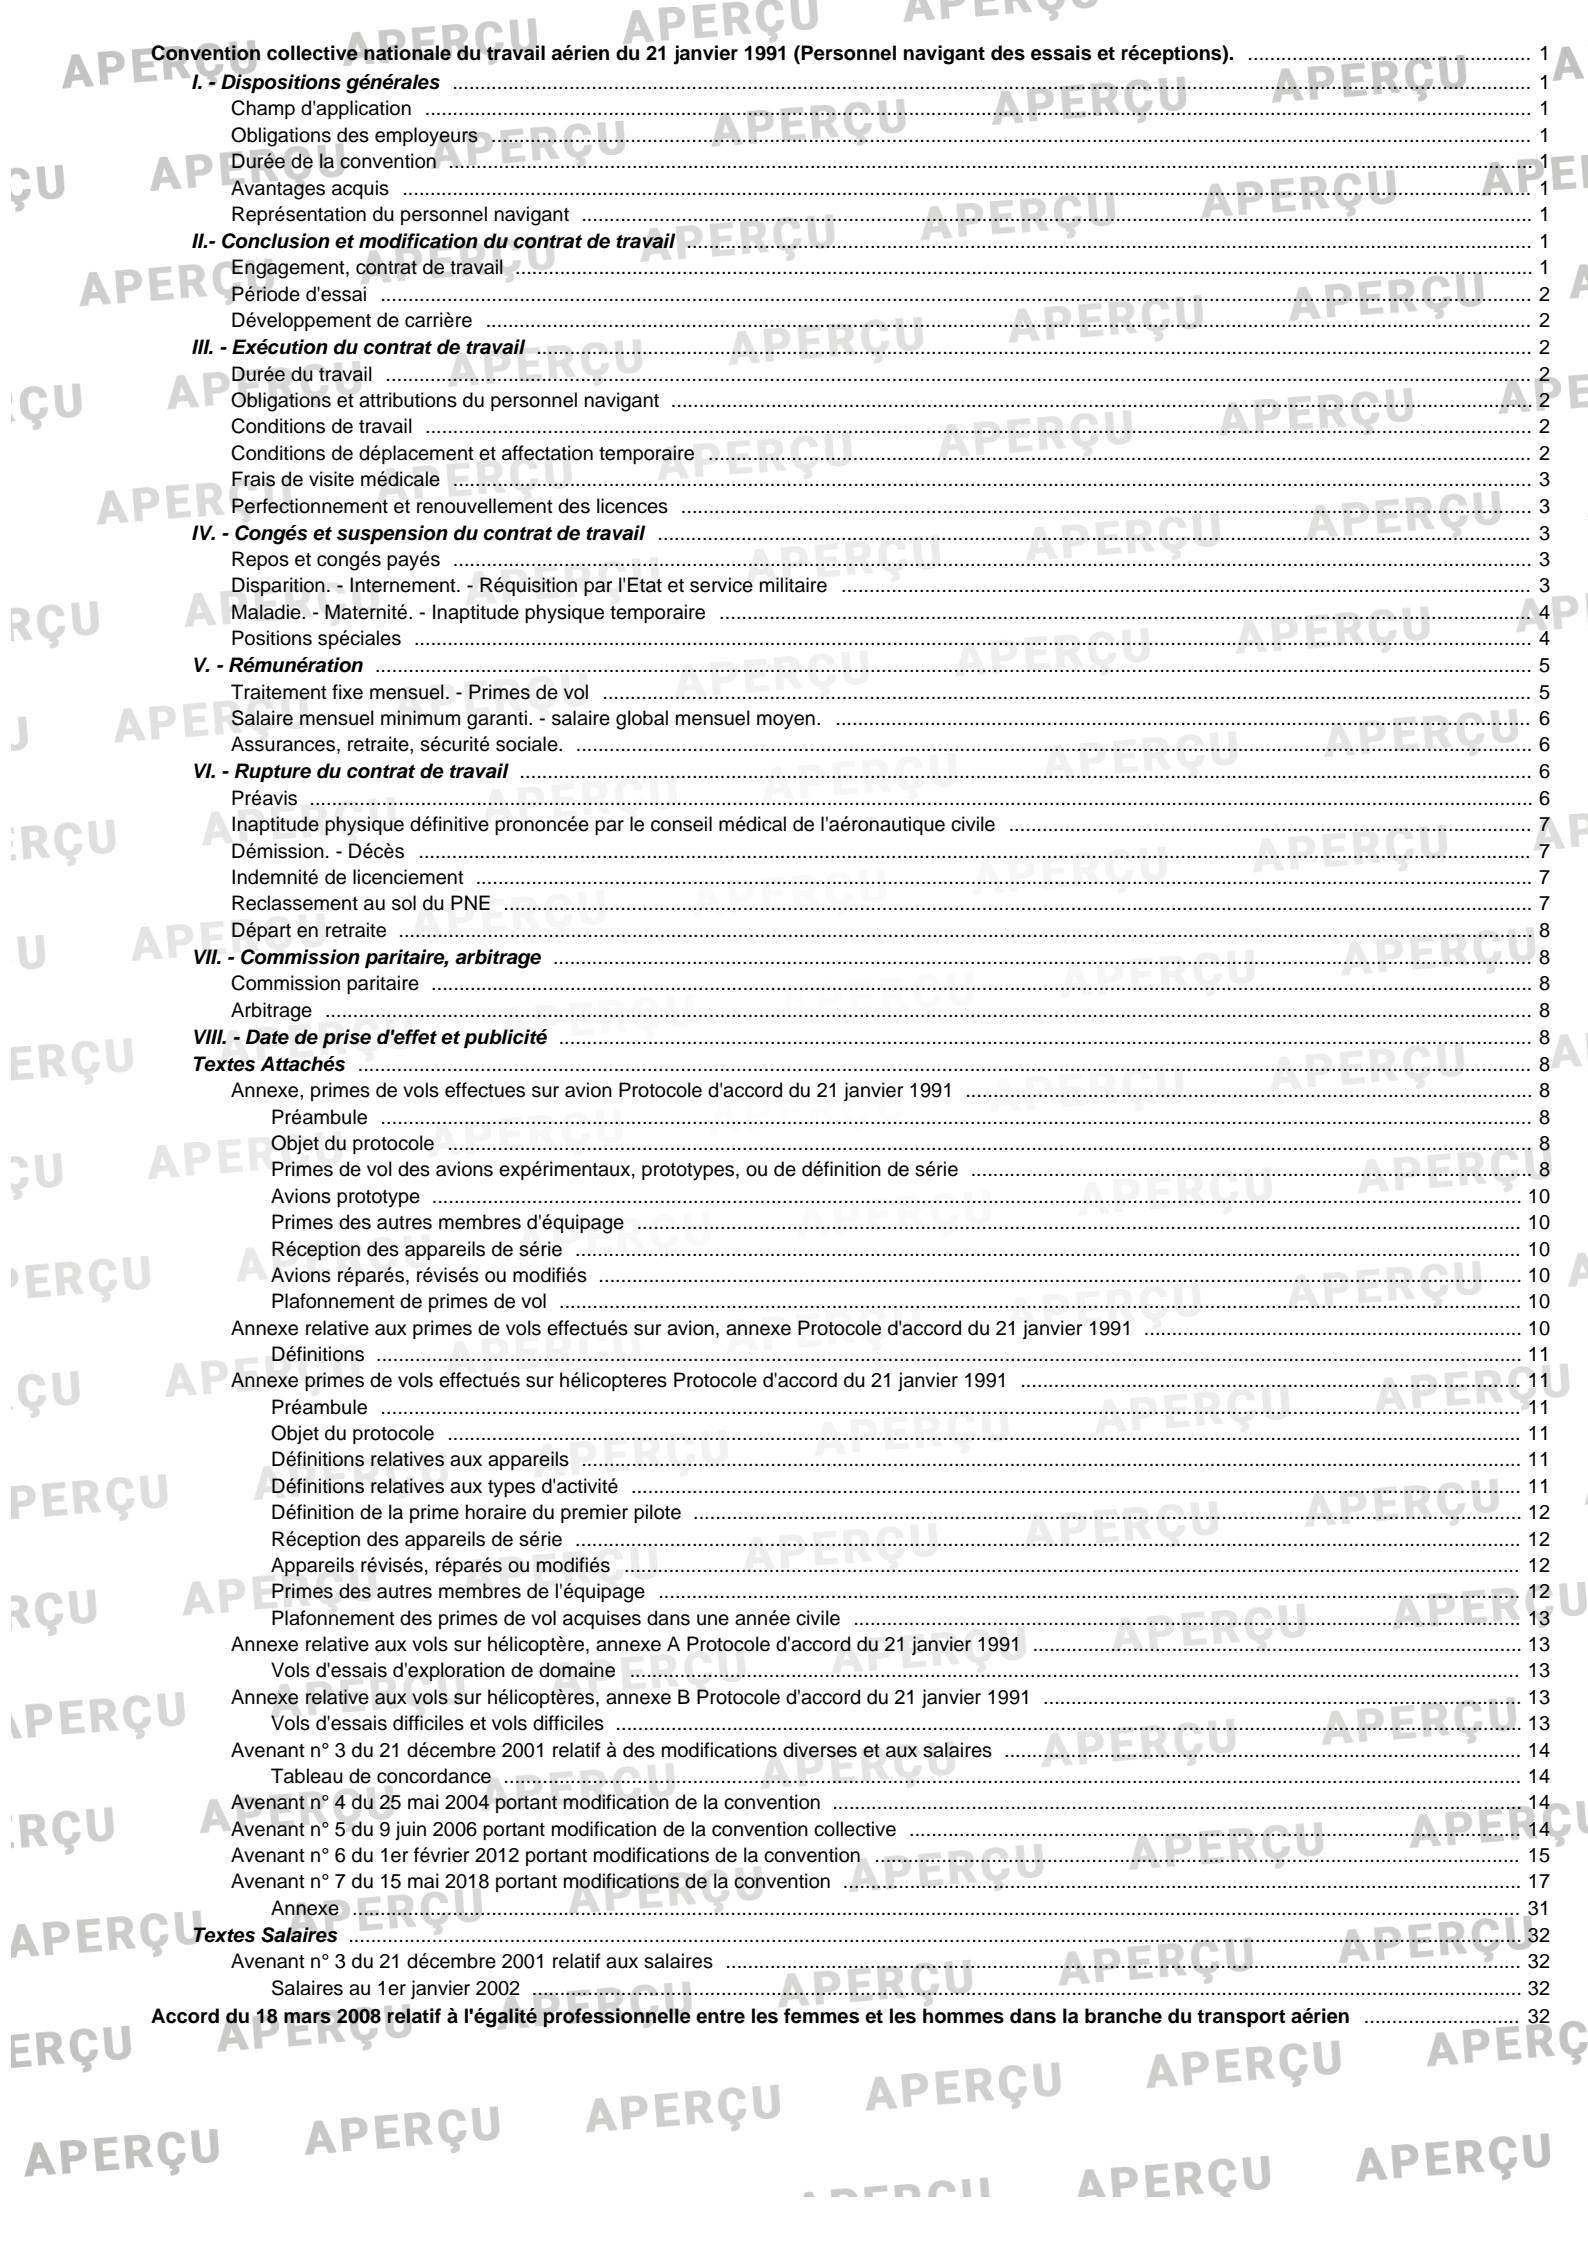 Convention collective nationale du travail aérien du 21 janvier 1991 (Personnel navigant des essais et réceptions). 1
I. - Dispositions générales 1
Champ d'application 1
Obligations des employeurs 1
Durée de la convention 1
Avantages acquis 1
Représentation du personnel navigant 1
II.- Conclusion et modification du contrat de travail 1
Engagement, contrat de travail 1
Période d'essai 2
Développement de carrière 2
III. - Exécution du contrat de travail 2
Durée du travail 2
Obligations et attributions du personnel navigant 2
Conditions de travail 2
Conditions de déplacement et affectation temporaire 2
Frais de visite médicale 3
Perfectionnement et renouvellement des licences 3
IV. - Congés et suspension du contrat de travail 3
Repos et congés payés 3
Disparition. - Internement. - Réquisition par l'Etat et service militaire 3
Maladie. - Maternité. - Inaptitude physique temporaire 4
Positions spéciales 4
V. - Rémunération 5
Traitement fixe mensuel. - Primes de vol 5
Salaire mensuel minimum garanti. - salaire global mensuel moyen. 6
Assurances, retraite, sécurité sociale. 6
VI. - Rupture du contrat de travail 6
Préavis 6
Inaptitude physique définitive prononcée par le conseil médical de l'aéronautique civile 7
Démission. - Décès 7
Indemnité de licenciement 7
Reclassement au sol du PNE 7
Départ en retraite 8
VII. - Commission paritaire, arbitrage 8
Commission paritaire 8
Arbitrage 8
VIII. - Date de prise d'effet et publicité 8
Textes Attachés 8
Annexe, primes de vols effectues sur avion Protocole d'accord du 21 janvier 1991 8
Préambule 8
Objet du protocole 8
Primes de vol des avions expérimentaux, prototypes, ou de définition de série 8
Avions prototype 10
Primes des autres membres d'équipage 10
Réception des appareils de série 10
Avions réparés, révisés ou modifiés 10
Plafonnement de primes de vol 10
Annexe relative aux primes de vols effectués sur avion, annexe Protocole d'accord du 21 janvier 1991 10
Définitions 11
Annexe primes de vols effectués sur hélicopteres Protocole d'accord du 21 janvier 1991 11
Préambule 11
Objet du protocole 11
Définitions relatives aux appareils 11
Définitions relatives aux types d'activité 11
Définition de la prime horaire du premier pilote 12
Réception des appareils de série 12
Appareils révisés, réparés ou modifiés 12
Primes des autres membres de l'équipage 12
Plafonnement des primes de vol acquises dans une année civile 13
Annexe relative aux vols sur hélicoptère, annexe A Protocole d'accord du 21 janvier 1991 13
Vols d'essais d'exploration de domaine 13
Annexe relative aux vols sur hélicoptères, annexe B Protocole d'accord du 21 janvier 1991 13
Vols d'essais difficiles et vols difficiles 13
Avenant n° 3 du 21 décembre 2001 relatif à des modifications diverses et aux salaires 14
Tableau de concordance 14
Avenant n° 4 du 25 mai 2004 portant modification de la convention 14
Avenant n° 5 du 9 juin 2006 portant modification de la convention collective 14
Avenant n° 6 du 1er février 2012 portant modifications de la convention 15
Avenant n° 7 du 15 mai 2018 portant modifications de la convention 17
Annexe 31
Textes Salaires 32
Avenant n° 3 du 21 décembre 2001 relatif aux salaires 32
Salaires au 1er janvier 2002 32
Accord du 18 mars 2008 relatif à l'égalité professionnelle entre les femmes et les hommes dans la branche du transport aérien 32
APERÇU